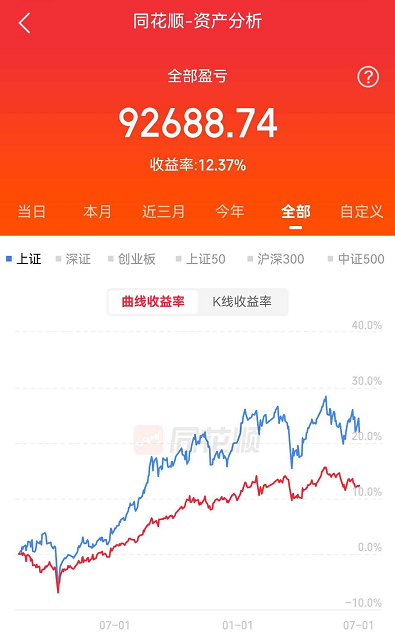 同花顺-资产分析
全部盈亏
?
92688.74
收益率:12.37%
当日 本月 近三月 今年 全部 自定义
上证 深证 创业板 上证50 沪深300 中证500
曲线收益率 K线收益率
40.0%
30.0%
20.0%
同花顺
10.0%
0.0%
-10.0%
07-01 01-01 07-01